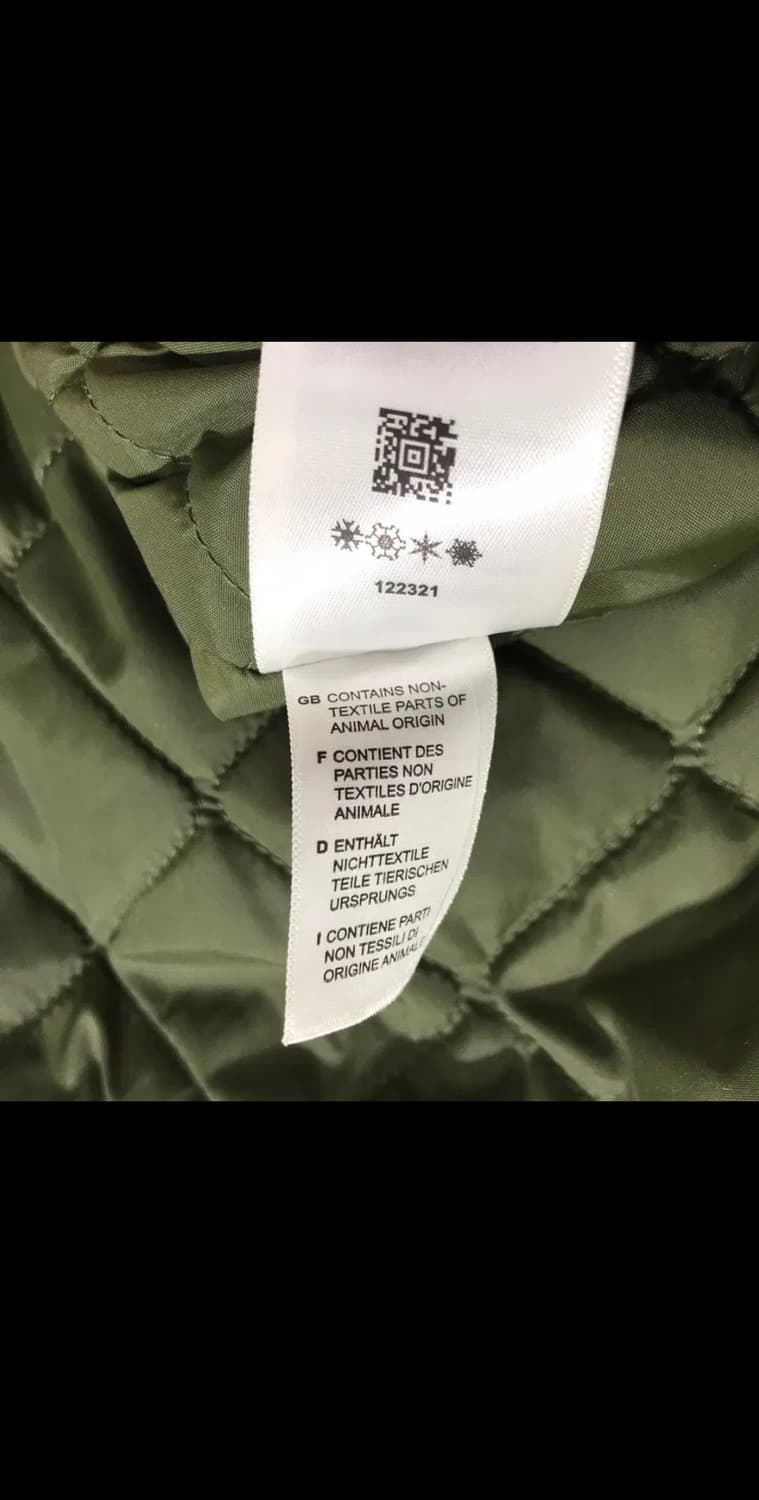 122321
GB CONTAINS NON-
TEXTILE PARTS OF
ANIMAL ORIGIN
F CONTIENT DES
PARTIES NON
TEXTILES D'ORIGINE
ANIMALE
D ENTHÄLT
NICHTTEXTILE
TEILE TIERISCHEN
URSPRUNGS
I CONTIENE PARTI
NON TESSILI DI
ORIGINE ANIMALE